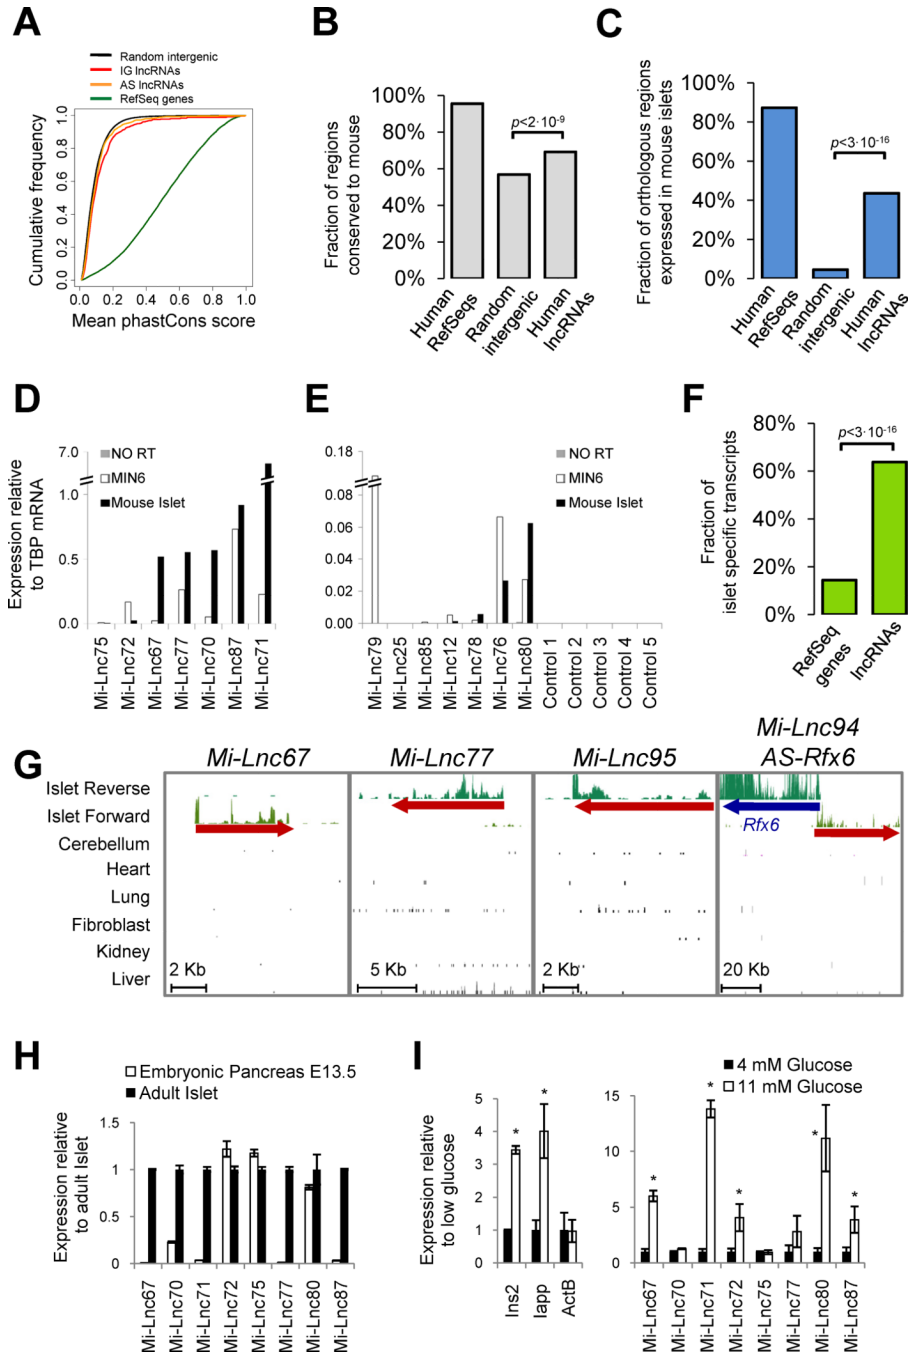 A
Random intergenic
IG lncRNAs
AS lncRNAs
RefSeq genes
Cumulative frequency
0.0
0.2
0.4
0.6
0.8
1.0
0.0 0.2 0.4 0.6 0.8 1.0
Mean phastCons score
B
Fraction of regions
conserved to mouse
100%
80%
60%
40%
20%
0%
p<2·10-9
Human
RefSeqs
Random
intergenic
Human
lncRNAs
C
Fraction of orthologous regions
expressed in mouse islets
100%
80%
60%
40%
20%
0%
p<3·10-16
Human
RefSeqs
Random
intergenic
Human
lncRNAs
D
Expression relative
to TBP mRNA
7.0
1.0
0.5
0.0
NO RT
MIN6
Mouse Islet
Mi-Lnc75
Mi-Lnc72
Mi-Lnc67
Mi-Lnc77
Mi-Lnc70
Mi-Lnc87
Mi-Lnc71
E
0.18
0.08
0.06
0.04
0.02
0.00
NO RT
MIN6
Mouse Islet
Mi-Lnc79
Mi-Lnc25
Mi-Lnc85
Mi-Lnc12
Mi-Lnc78
Mi-Lnc76
Mi-Lnc80
Control 1
Control 2
Control 3
Control 4
Control 5
F
Fraction of
islet specific transcripts
80%
60%
40%
20%
0%
p<3·10-16
RefSeq
genes
lncRNAs
G
Mi-Lnc67
Mi-Lnc77
Mi-Lnc95
Mi-Lnc94
AS-Rfx6
Islet Reverse
Islet Forward
Cerebellum
Heart
Lung
Fibroblast
Kidney
Liver
Rfx6
2 Kb
5 Kb
2 Kb
20 Kb
H
Embryonic Pancreas E13.5
Adult Islet
Expression relative
to adult Islet
1.5
1
0.5
0
Mi-Lnc67
Mi-Lnc70
Mi-Lnc71
Mi-Lnc72
Mi-Lnc75
Mi-Lnc77
Mi-Lnc80
Mi-Lnc87
I
4 mM Glucose
11 mM Glucose
Expression relative
to low glucose
5
4
3
2
1
0
* *
Ins2
Iapp
ActB
15
10
5
0
* * * * *
Mi-Lnc67
Mi-Lnc70
Mi-Lnc71
Mi-Lnc72
Mi-Lnc75
Mi-Lnc77
Mi-Lnc80
Mi-Lnc87